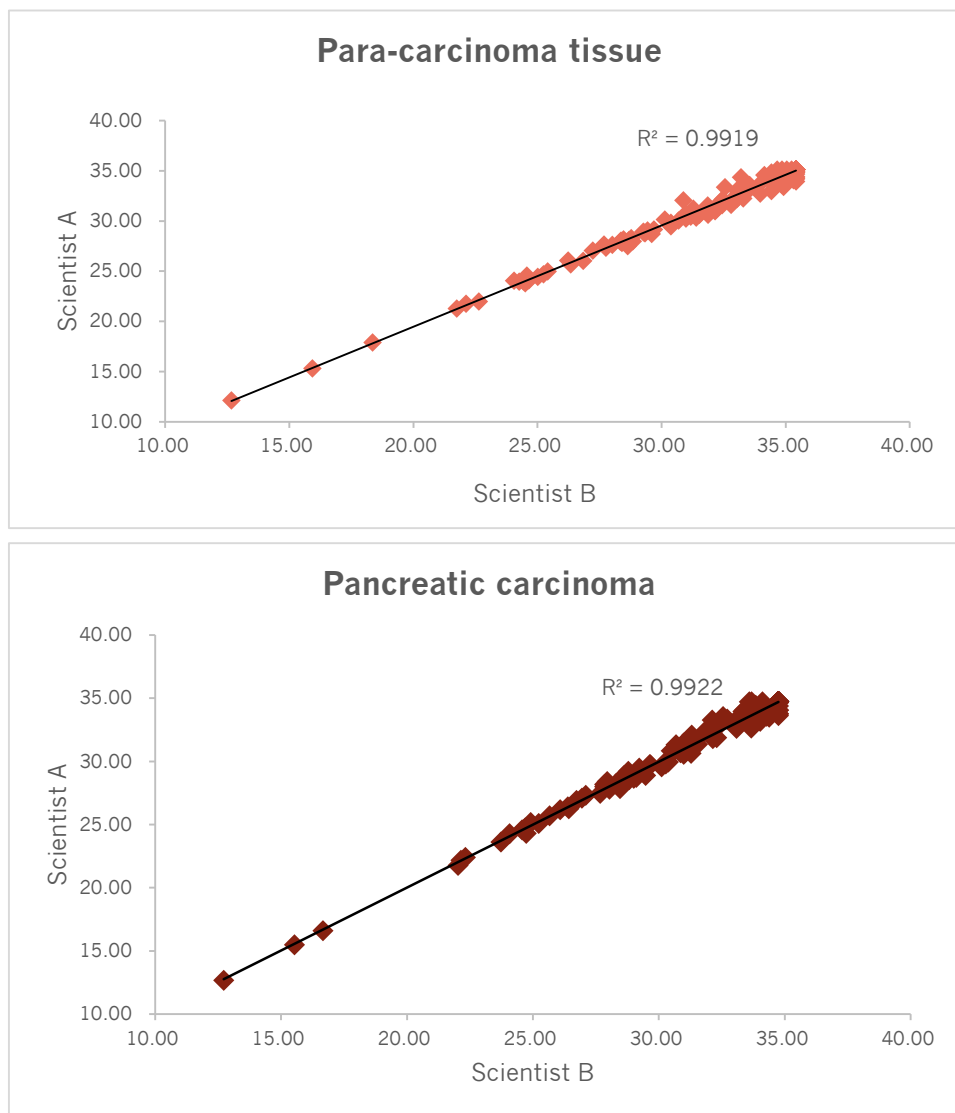 Para-carcinoma tissue
R² = 0.9919
40.00
35.00
30.00
25.00
20.00
15.00
10.00
Scientist A
10.00 15.00 20.00 25.00 30.00 35.00 40.00
Scientist B
Pancreatic carcinoma
R² = 0.9922
40.00
35.00
30.00
25.00
20.00
15.00
10.00
Scientist A
10.00 15.00 20.00 25.00 30.00 35.00 40.00
Scientist B